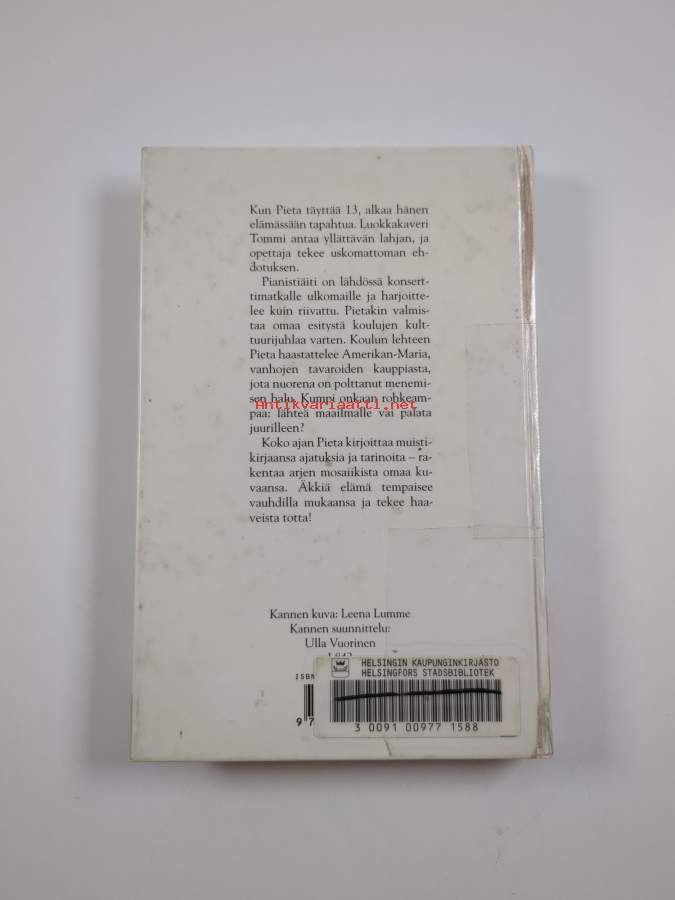 Kun Pieta täyttää 13, alkaa hänen
elämässään tapahtua. Luokkakaveri
Tommi antaa yllättävän lahjan, ja
opettaja tekee uskomattoman eh-
dotuksen.
Pianistiäiti on lähdössä konsert-
timatkalle ulkomaille ja harjoitte-
lee kuin riivattu. Pietakin valmis-
taa omaa esitystä koulujen kult-
tuurijuhlaa varten. Koulun lehteen
Pieta haastattelee Amerikan-Maria,
vanhojen tavaroiden kauppiasta,
jota nuorena on polttanut menemi-
sen halu. Kumpi onkaan rohkeam-
Antikvariaatti.net
paa: lähteä maailmalle vai palata
juurilleen?
Koko ajan Pieta kirjoittaa muisti-
kirjaansa ajatuksia ja tarinoita – ra-
kentaa arjen mosaiikista omaa ku-
vaansa. Äkkiä elämä tempaisee
vauhdilla mukaansa ja tekee haa-
veista totta!
Kannen kuva: Leena Lumme
Kannen suunnittelu:
Ulla Vuorinen
ISBN
9 7
HELSINGIN KAUPUNGINKIRJASTO
HELSINGFORS STADSBIBLIOTEK
3 0091 00977 1588